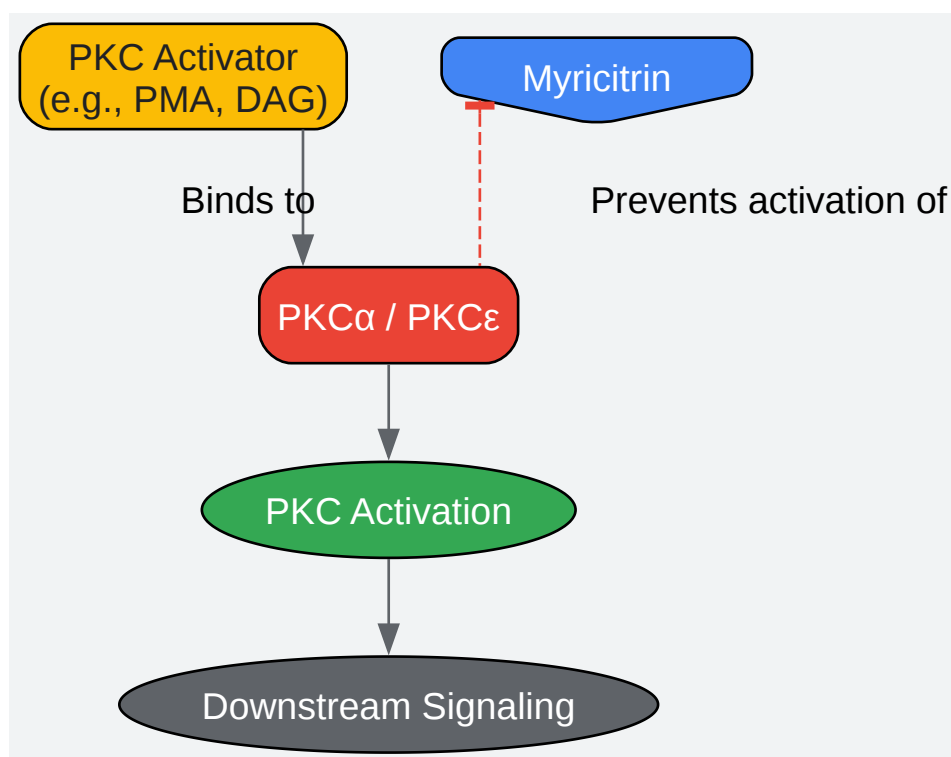 PKC Activator
(e.g., PMA, DAG)
Myricitrin
Binds to
Prevents activation of
PKCα / PKCε
PKC Activation
Downstream Signaling